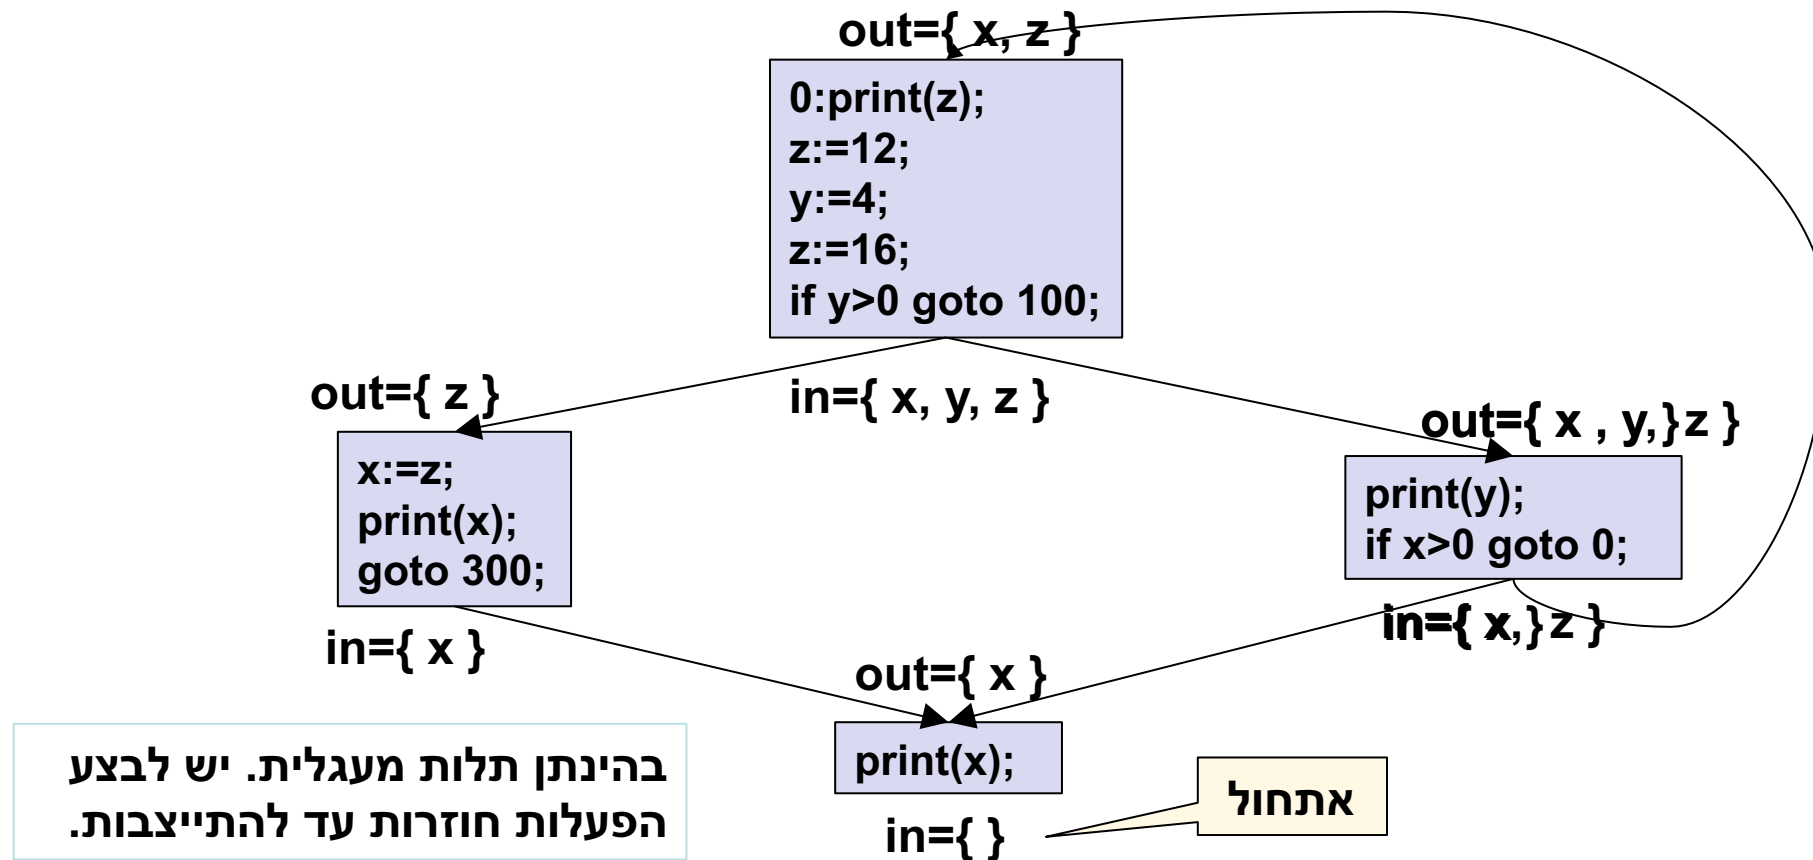 out={ x, z }
0:print(z);
z:=12;
y:=4;
z:=16;
if y>0 goto 100;
out={ z }
in={ x, y, z }
out={ x , y,}z }
x:=z;
print(x);
goto 300;
print(y);
if x>0 goto 0;
in={ x }
in={ x,}z }
out={ x }
print(x);
in={ }
אתחול
בהינתן תלות מעגלית. יש לבצע
הפעלות חוזרות עד להתייצבות.